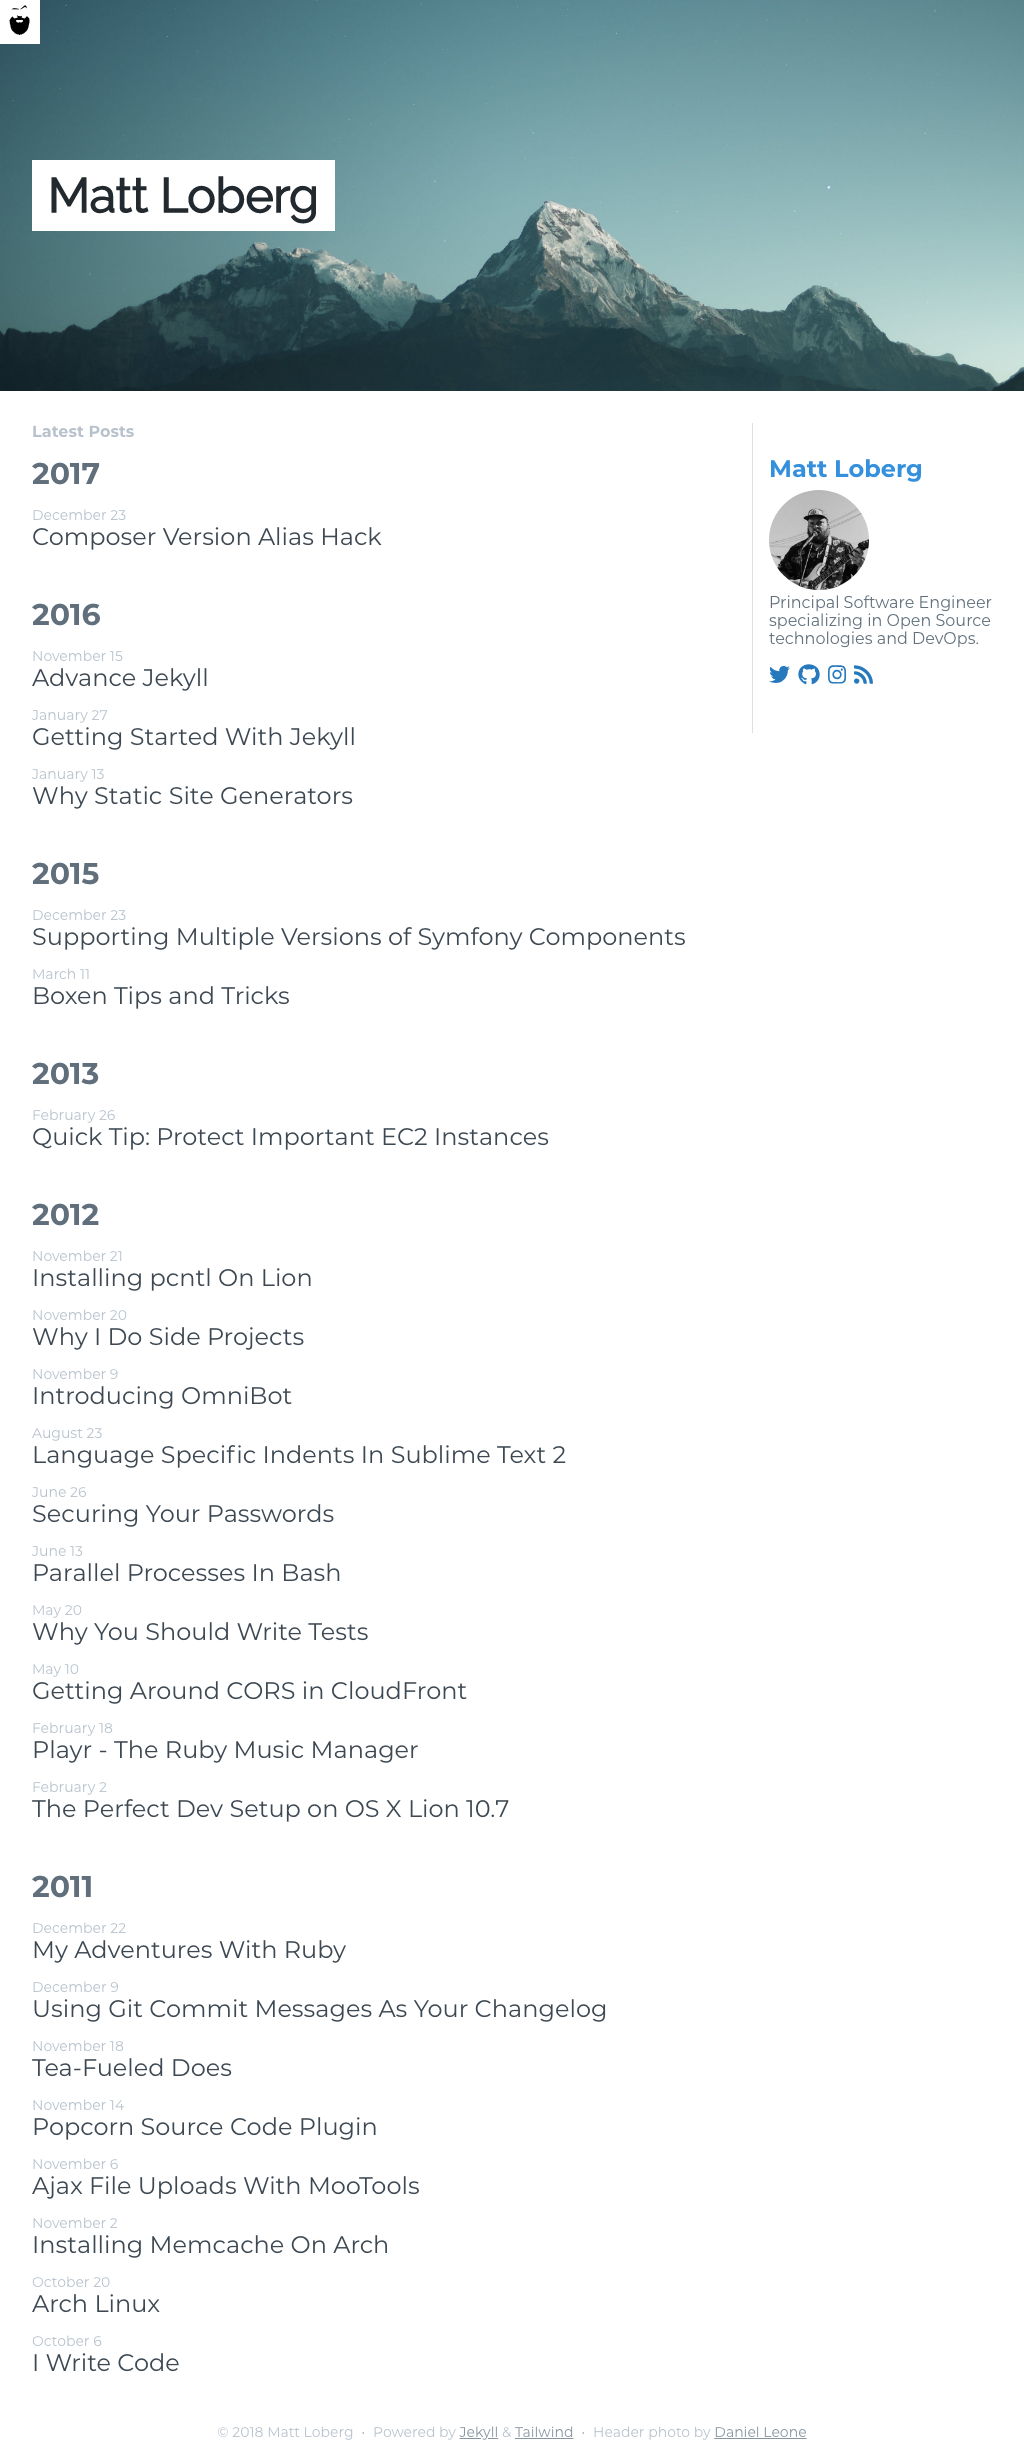 Matt Loberg
Latest Posts
2017
December 23
Composer Version Alias Hack
2016
November 15
Advance Jekyll
January 27
Getting Started With Jekyll
January 13
Why Static Site Generators
2015
December 23
Supporting Multiple Versions of Symfony Components
March 11
Boxen Tips and Tricks
2013
February 26
Quick Tip: Protect Important EC2 Instances
2012
November 21
Installing pcntl On Lion
November 20
Why I Do Side Projects
November 9
Introducing OmniBot
August 23
Language Specific Indents In Sublime Text 2
June 26
Securing Your Passwords
June 13
Parallel Processes In Bash
May 20
Why You Should Write Tests
May 10
Getting Around CORS in CloudFront
February 18
Playr - The Ruby Music Manager
February 2
The Perfect Dev Setup on OS X Lion 10.7
2011
December 22
My Adventures With Ruby
December 9
Using Git Commit Messages As Your Changelog
November 18
Tea-Fueled Does
November 14
Popcorn Source Code Plugin
November 6
Ajax File Uploads With MooTools
November 2
Installing Memcache On Arch
October 20
Arch Linux
October 6
I Write Code
Matt Loberg
Principal Software Engineer
specializing in Open Source
technologies and DevOps.
© 2018 Matt Loberg · Powered by Jekyll & Tailwind · Header photo by Daniel Leone